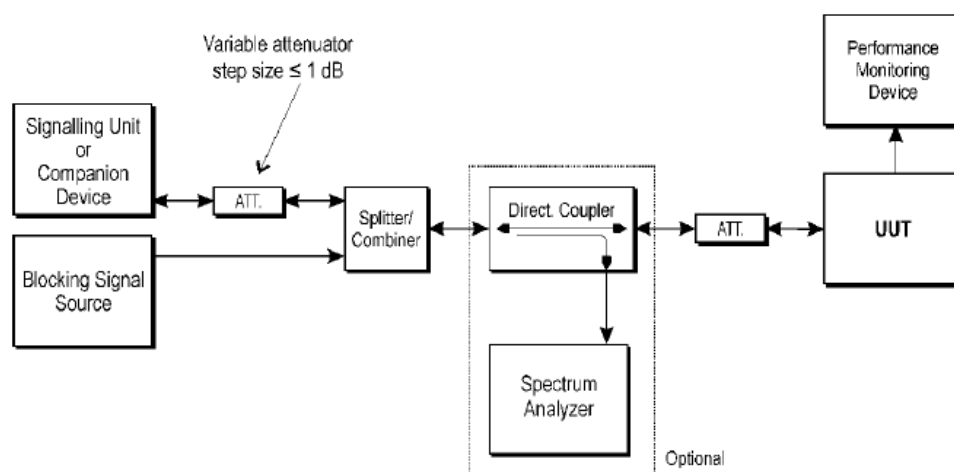 Variable attenuator
step size ≤ 1 dB
Performance
Monitoring
Device
Signalling Unit
or
Companion
Device
ATT.
Splitter/
Combiner
Direct. Coupler
ATT.
UUT
Blocking Signal
Source
Spectrum
Analyzer
Optional